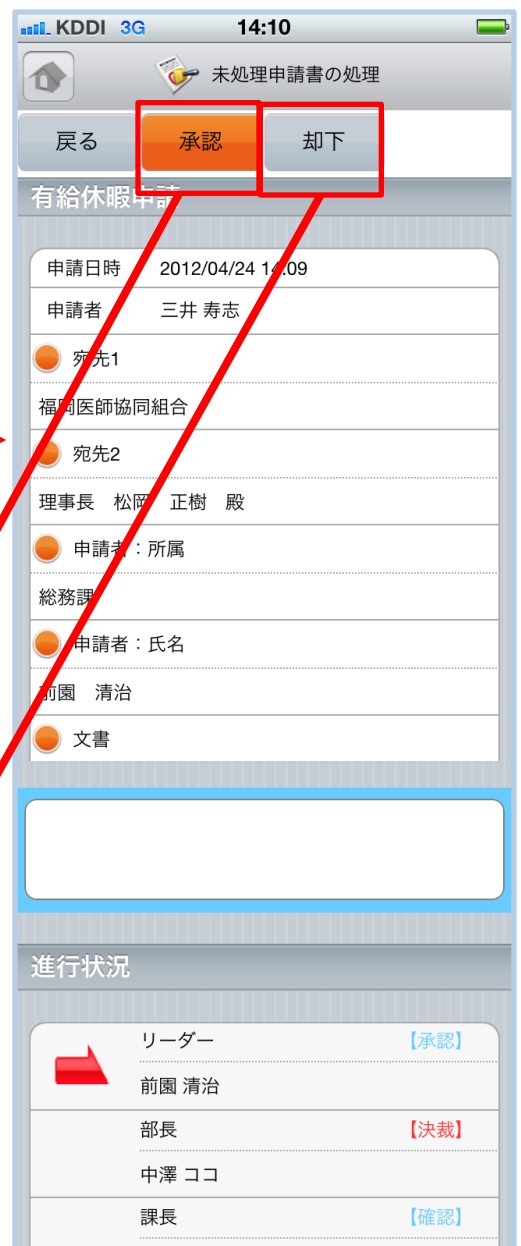 KDDI 3G 14:10
未処理申請書の処理
戻る 承認 却下
有給休暇申請
申請日時 2012/04/24 14:09
申請者 三井 寿志
宛先1
福岡医師協同組合
宛先2
理事長 松岡 正樹 殿
申請者：所属
総務課
申請者：氏名
前園 清治
文書
進行状況
リーダー 【承認】
前園 清治
部長 【決裁】
中澤 ココ
課長 【確認】